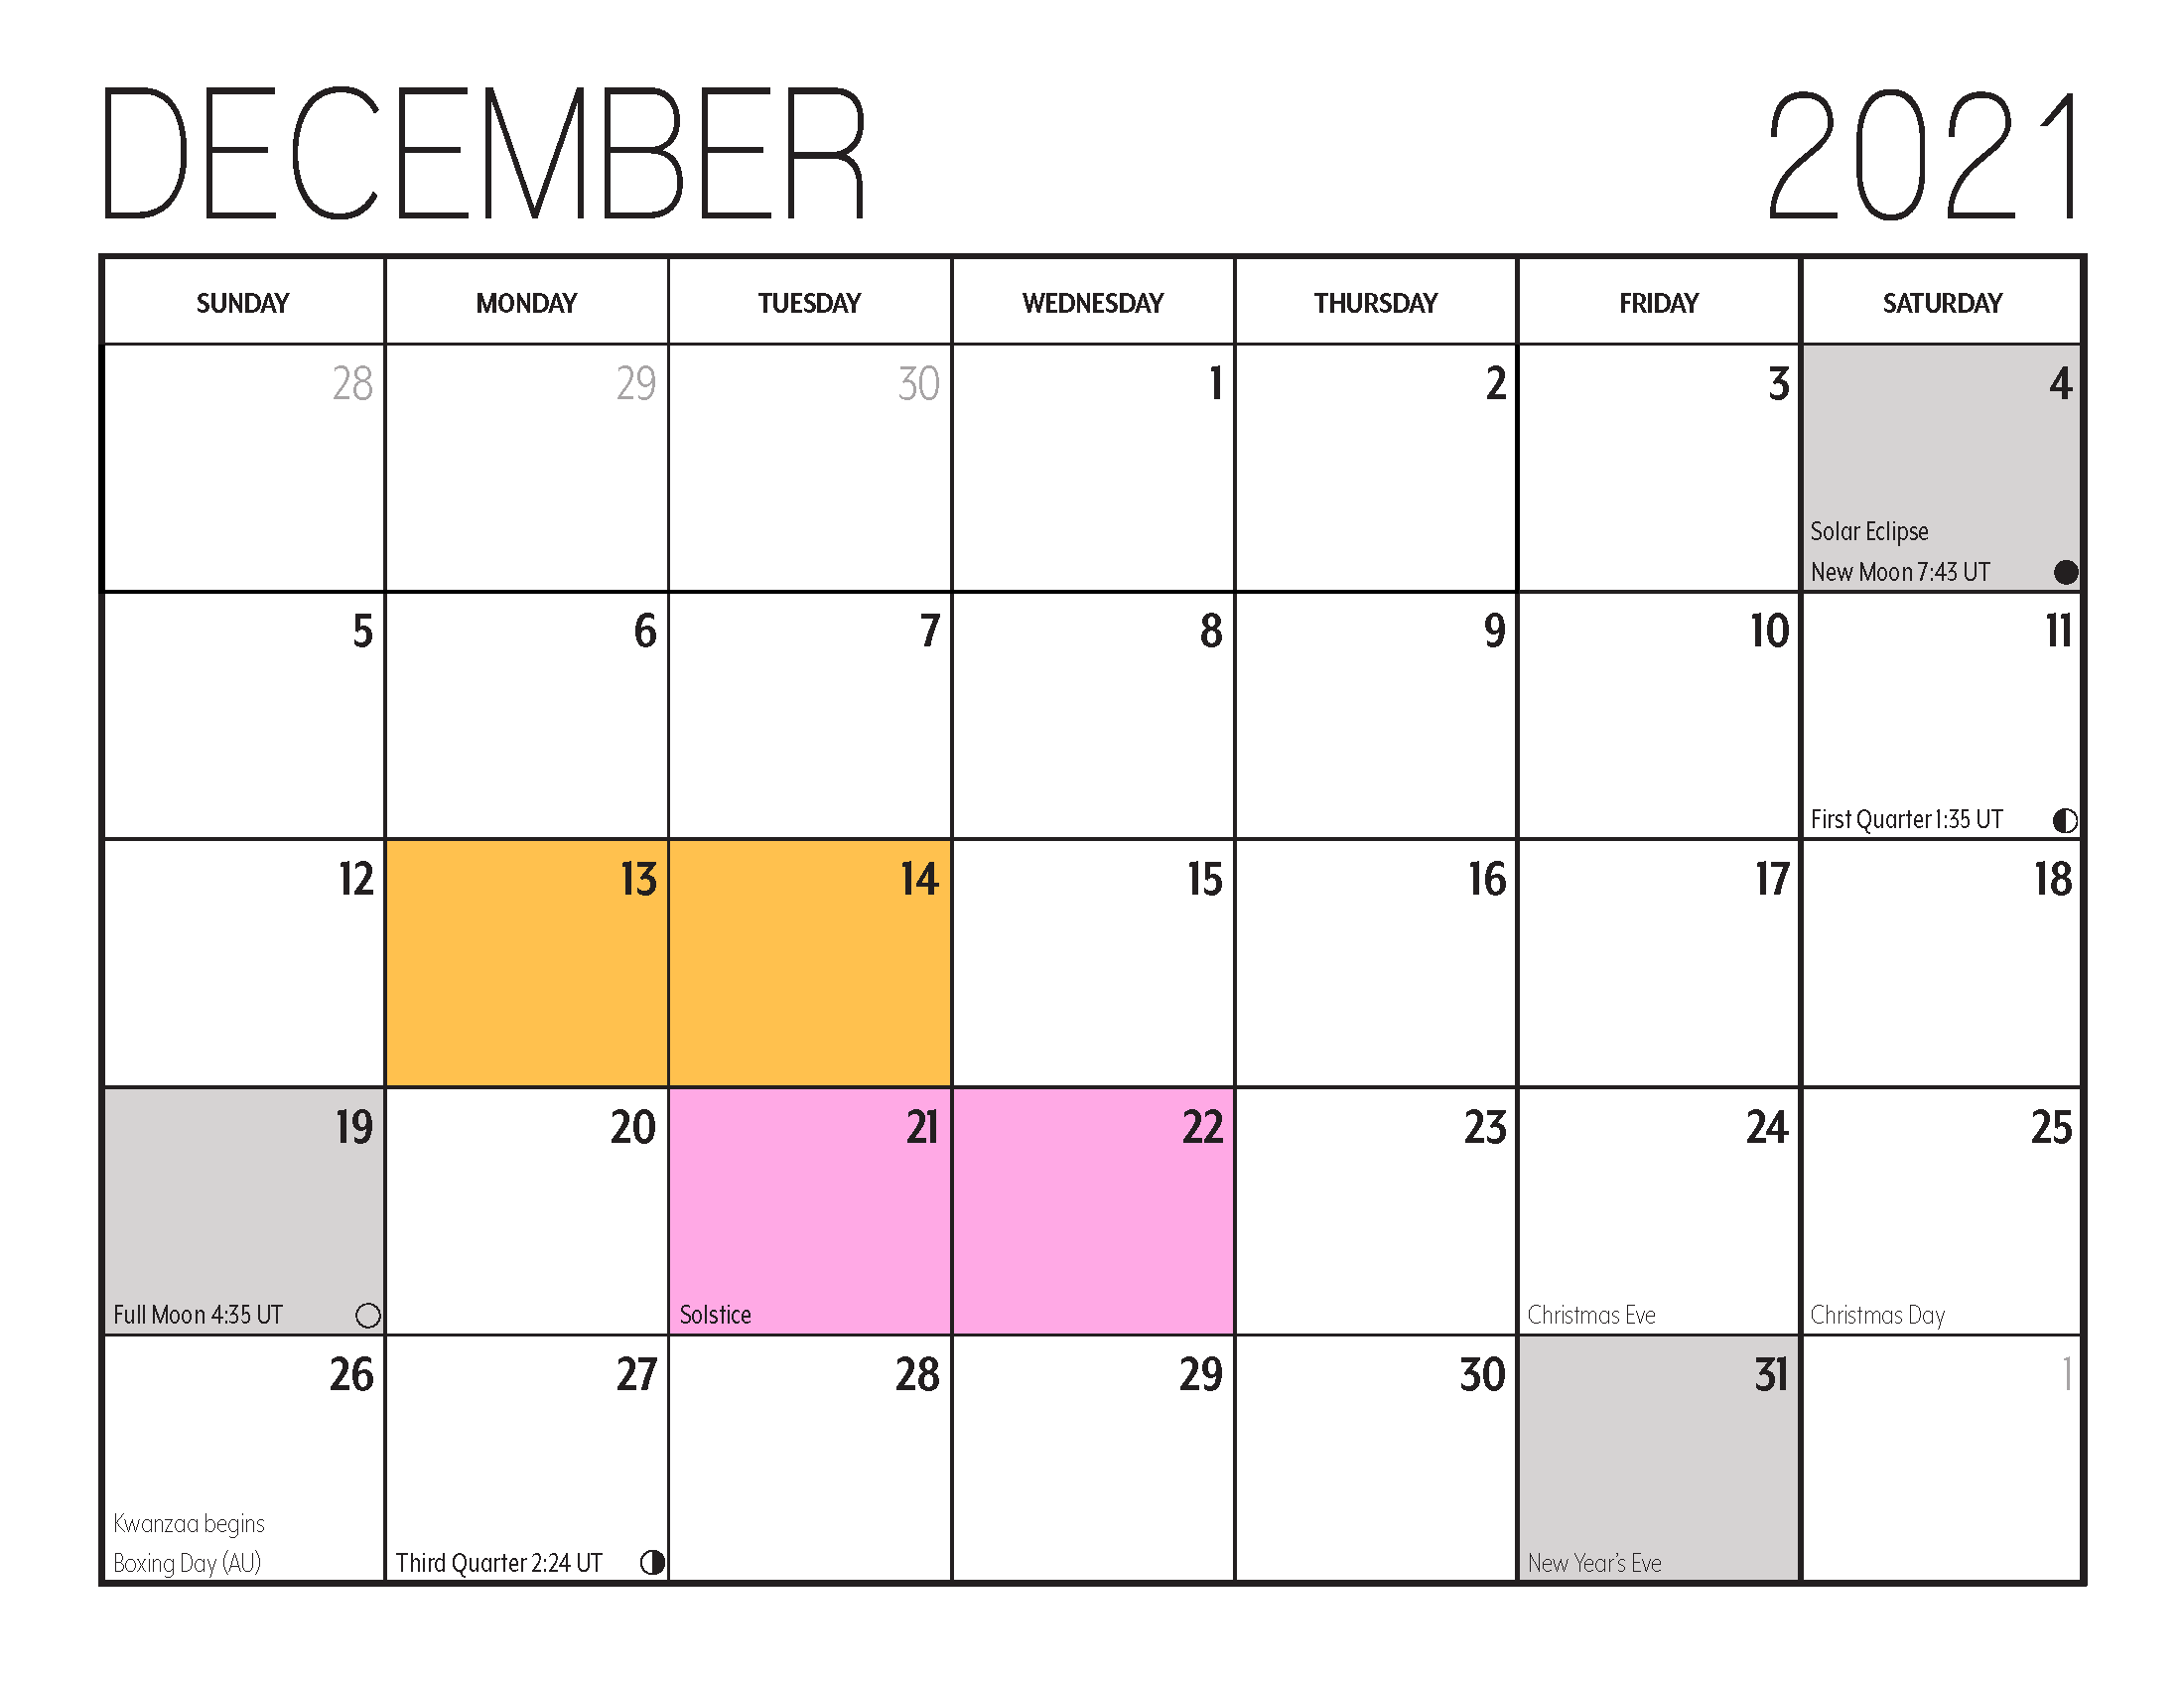 DECEMBER 2021
SUNDAY MONDAY TUESDAY WEDNESDAY THURSDAY FRIDAY SATURDAY
28 29 30 1 2 3 4
Solar Eclipse
New Moon 7:43 UT
5 6 7 8 9 10 11
First Quarter 1:35 UT
12 13 14 15 16 17 18
19 20 21 22 23 24 25
Full Moon 4:35 UT Solstice Christmas Eve Christmas Day
26 27 28 29 30 31 1
Kwanzaa begins
Boxing Day (AU) Third Quarter 2:24 UT New Year's Eve